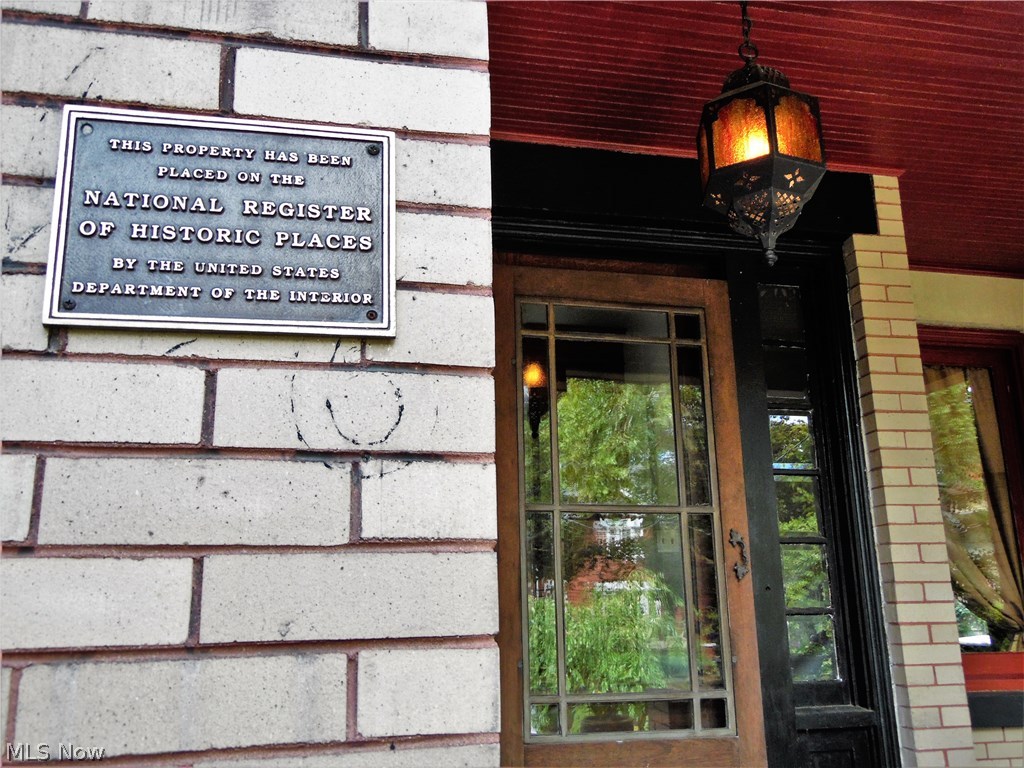 THIS PROPERTY HAS BEEN
PLACED ON THE
NATIONAL REGISTER
OF HISTORIC PLACES
BY THE UNITED STATES
DEPARTMENT OF THE INTERIOR
MLS Now